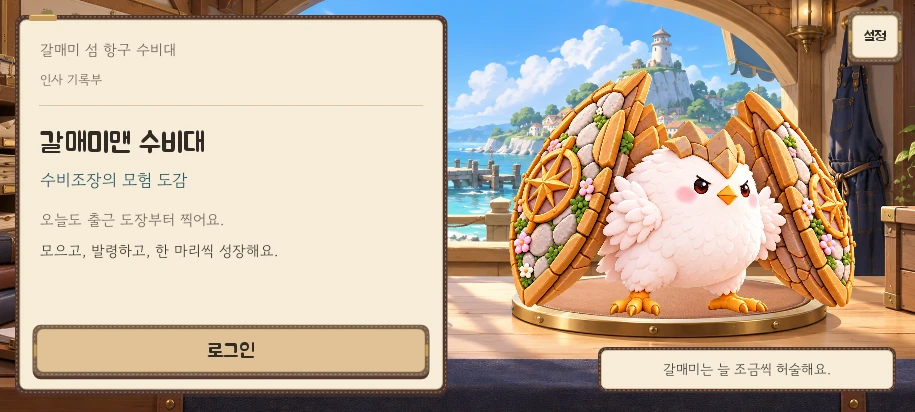 갈매미 섬 항구 수비대
인사 기록부
갈매미맨 수비대
수비조장의 모험 도감
오늘도 출근 도장부터 찍어요.
모으고, 발령하고, 한 마리씩 성장해요.
로그인
설정
갈매미는 늘 조금씩 허술해요.